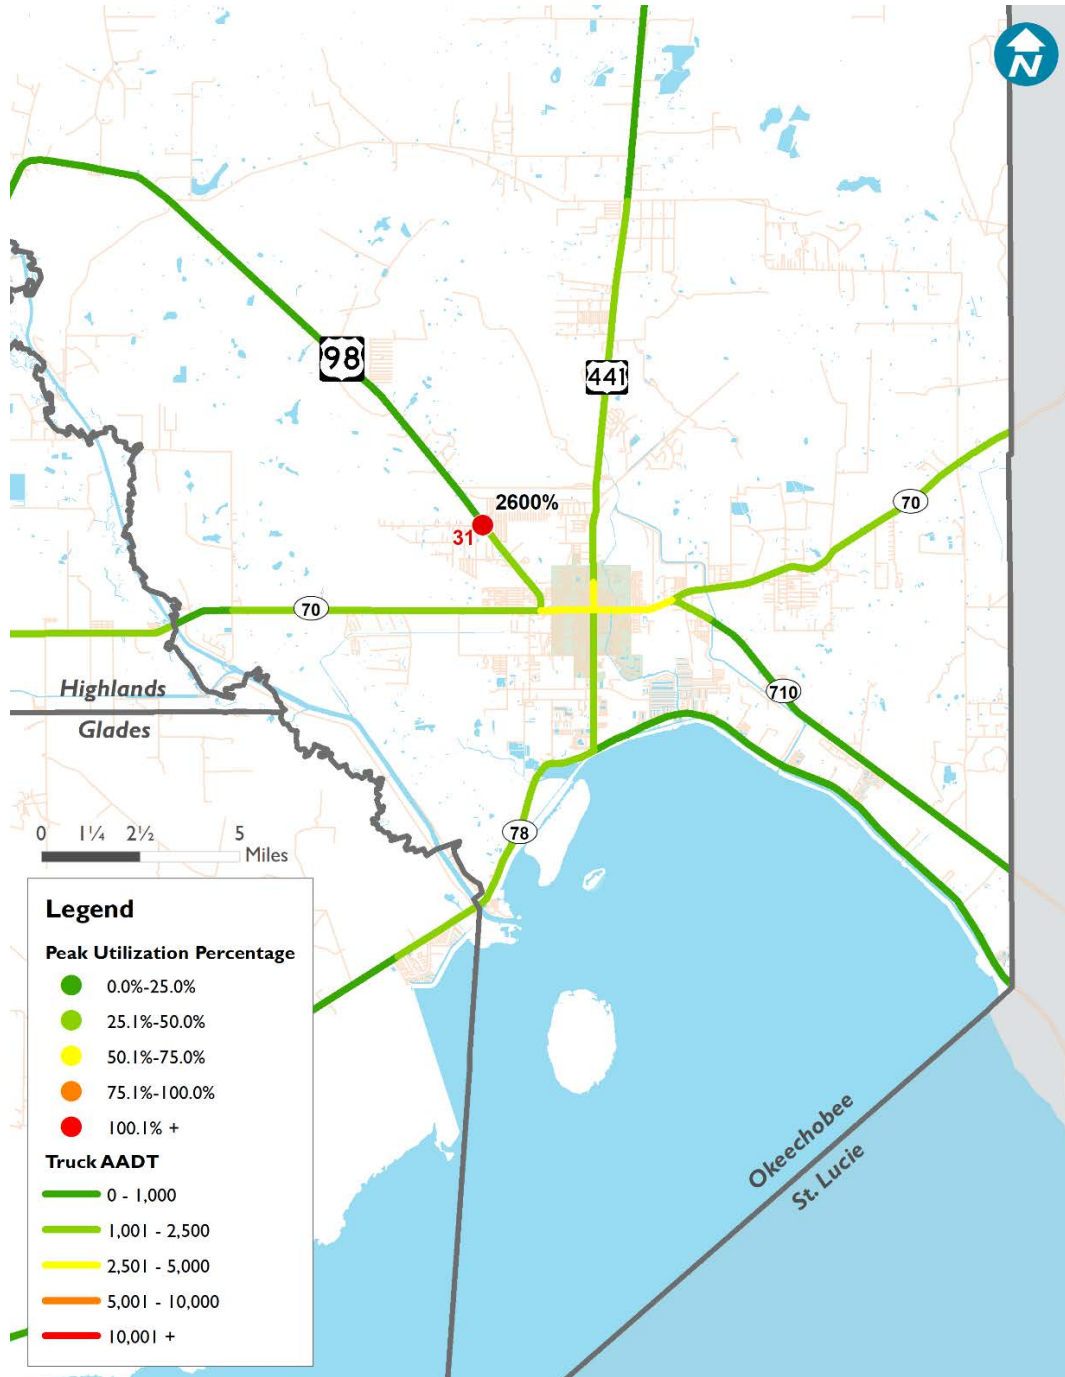 N
98
441
2600%
31
70
70
710
Highlands
Glades
78
0 1¼ 2½ 5
Miles
Legend
Peak Utilization Percentage
0.0%-25.0%
25.1%-50.0%
50.1%-75.0%
75.1%-100.0%
100.1% +
Truck AADT
0 - 1,000
1,001 - 2,500
2,501 - 5,000
5,001 - 10,000
10,001 +
Okeechobee
St. Lucie